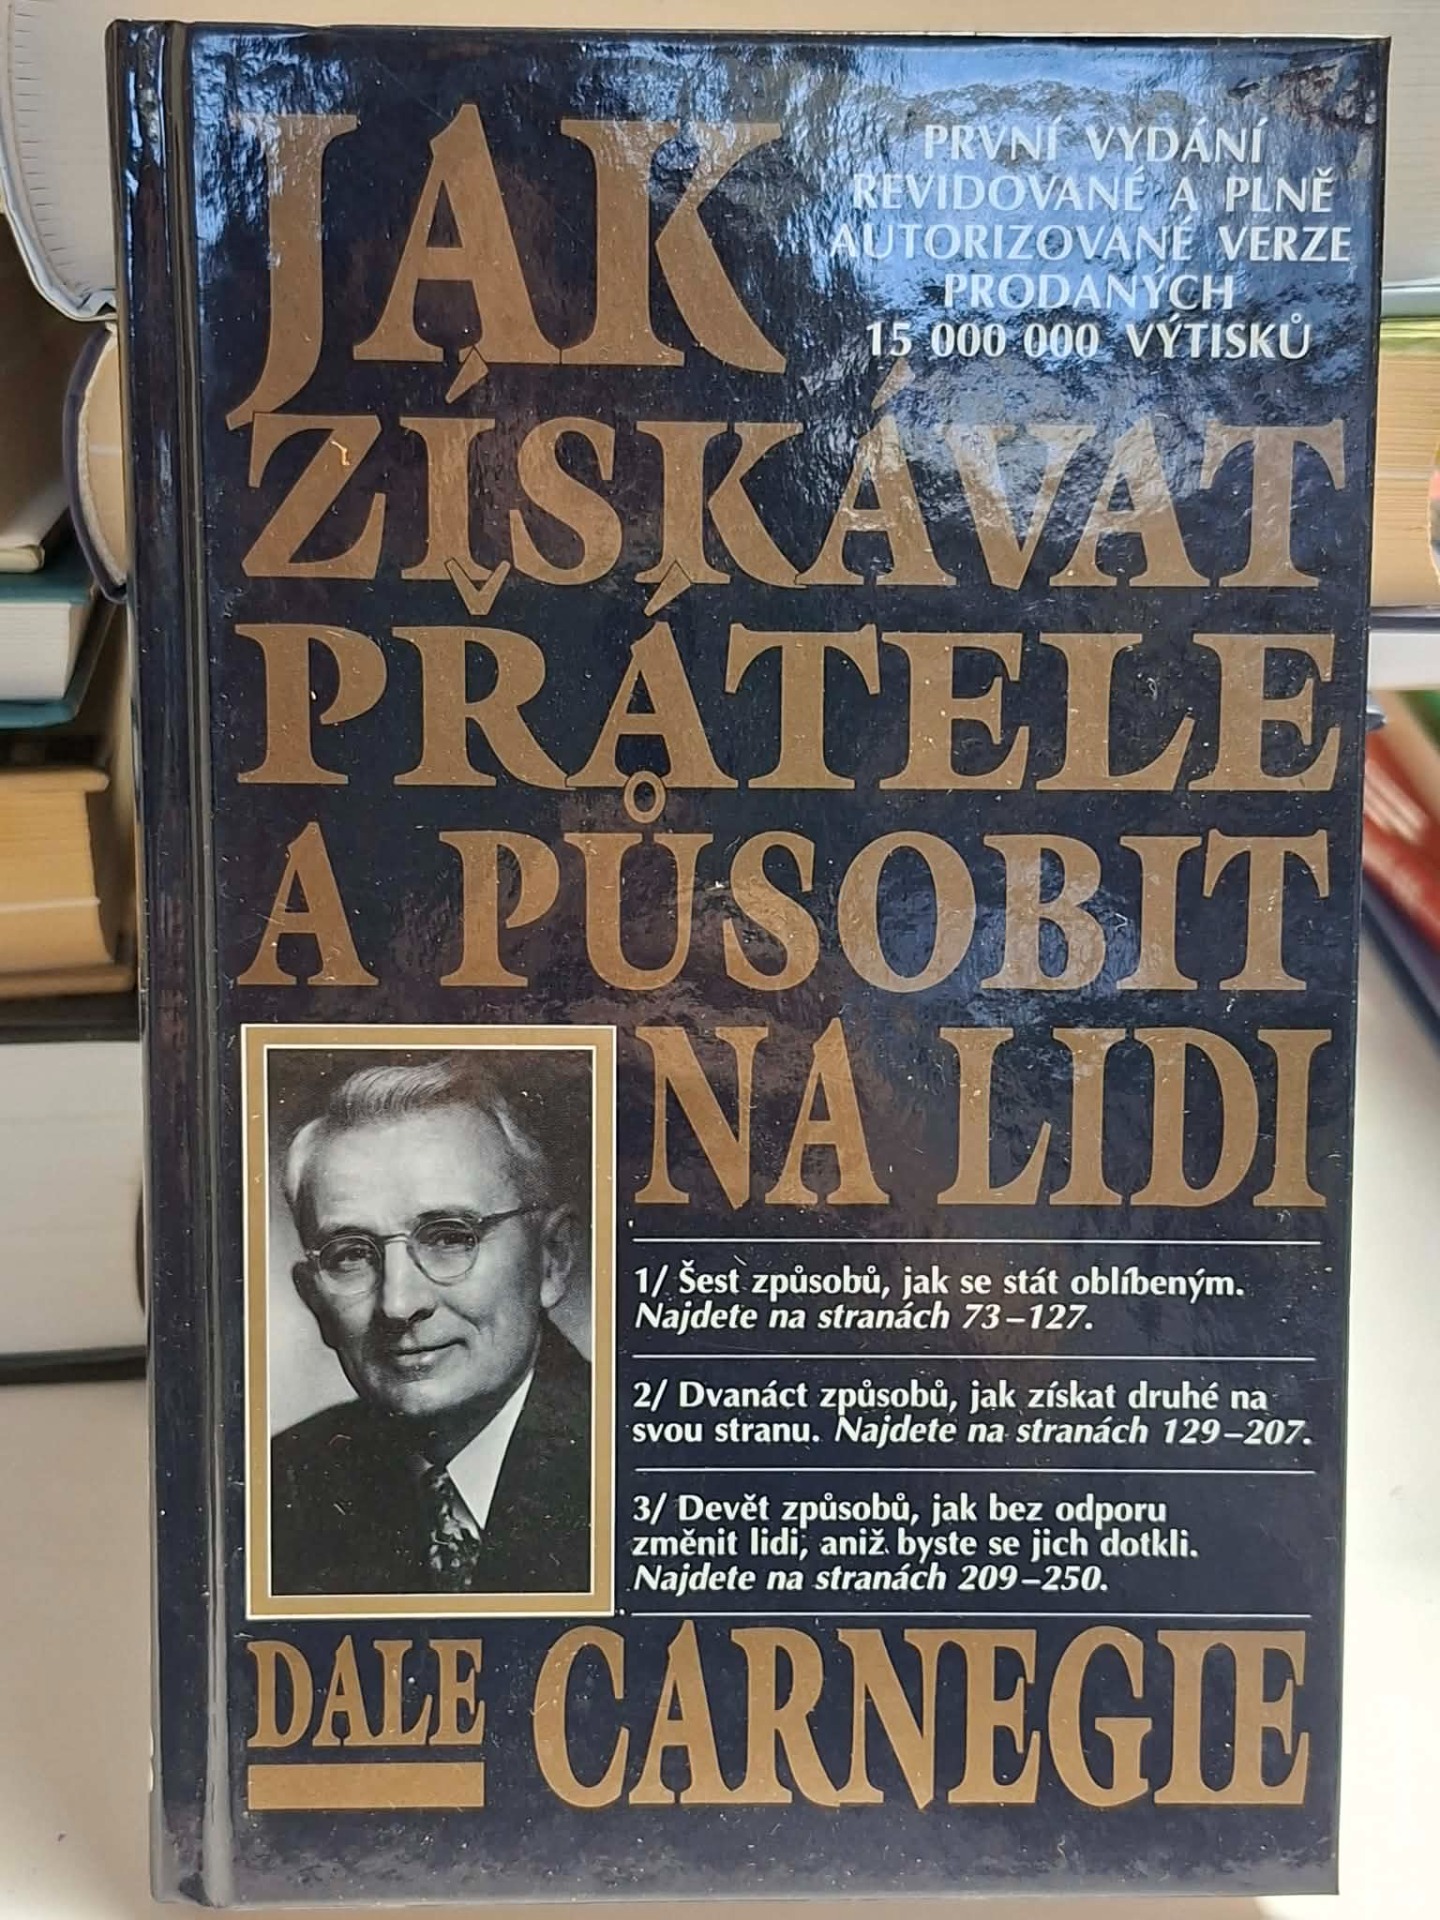 JAK
PRVNÍ VYDÁNÍ
REVIDOVANÉ A PLNĚ
AUTORIZOVANÉ VERZE
PRODANÝCH
15 000 000 VÝTISKŮ
ZÍSKÁVAT
PŘÁTELE
A PŮSOBIT
NA LIDI
1/ Šest způsobů, jak se stát oblíbeným.
Najdete na stranách 73–127.
2/ Dvanáct způsobů, jak získat druhé na
svou stranu. Najdete na stranách 129–207.
3/ Devět způsobů, jak bez odporu
změnit lidi, aniž byste se jich dotkli.
Najdete na stranách 209–250.
DALE CARNEGIE